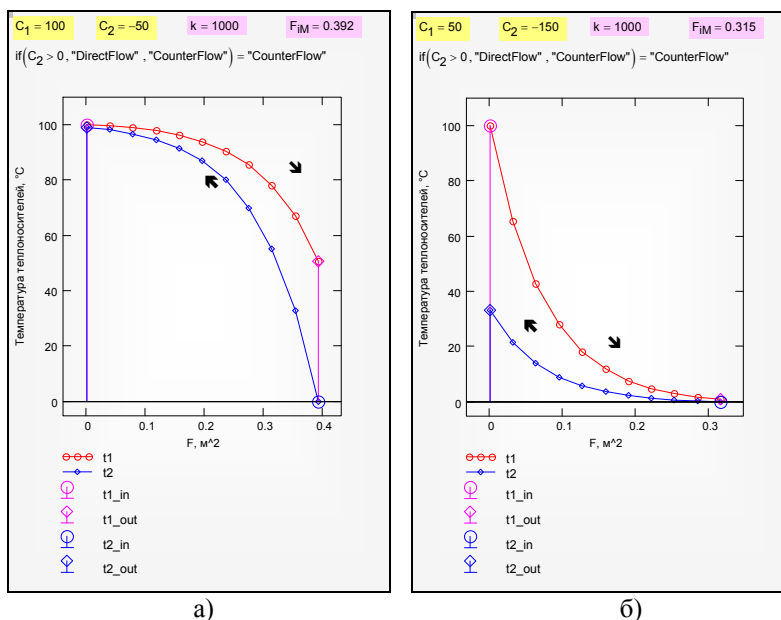 C₁ = 100 C₂ = −50 k = 1000 F_iM = 0.392
if(C₂ > 0 , "DirectFlow" , "CounterFlow") = "CounterFlow"
Температура теплоносителей, °C
100
80
60
40
20
0
0 0.1 0.2 0.3 0.4
F, м^2
t1
t2
t1_in
t1_out
t2_in
t2_out
а)
C₁ = 50 C₂ = −150 k = 1000 F_iM = 0.315
if(C₂ > 0 , "DirectFlow" , "CounterFlow") = "CounterFlow"
Температура теплоносителей, °C
100
80
60
40
20
0
0 0.1 0.2 0.3
F, м^2
t1
t2
t1_in
t1_out
t2_in
t2_out
б)